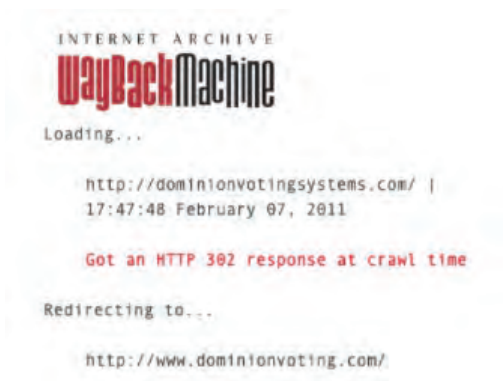 INTERNET ARCHIVE
WayBackMachine
Loading...
http://dominionvotingsystems.com/ |
17:47:48 February 07, 2011
Got an HTTP 302 response at crawl time
Redirecting to...
http://www.dominionvoting.com/